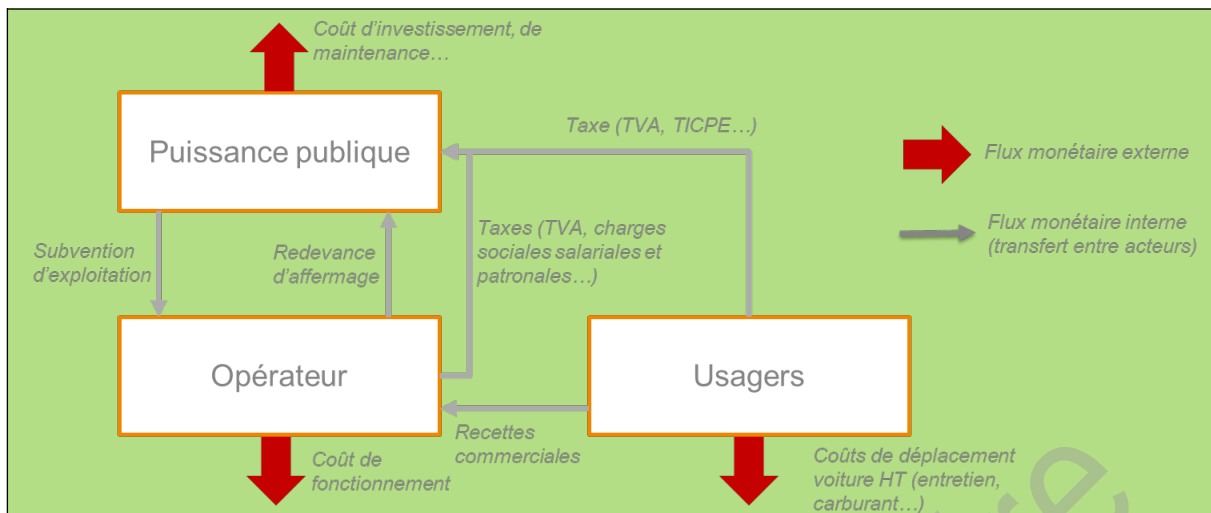 Coût d'investissement, de
maintenance…
Puissance publique
Taxe (TVA, TICPE…)
Flux monétaire externe
Subvention
d'exploitation
Redevance
d'affermage
Taxes (TVA, charges
sociales salariales et
patronales…)
Flux monétaire interne
(transfert entre acteurs)
Opérateur
Usagers
Recettes
commerciales
Coût de
fonctionnement
Coûts de déplacement
voiture HT (entretien,
carburant…)